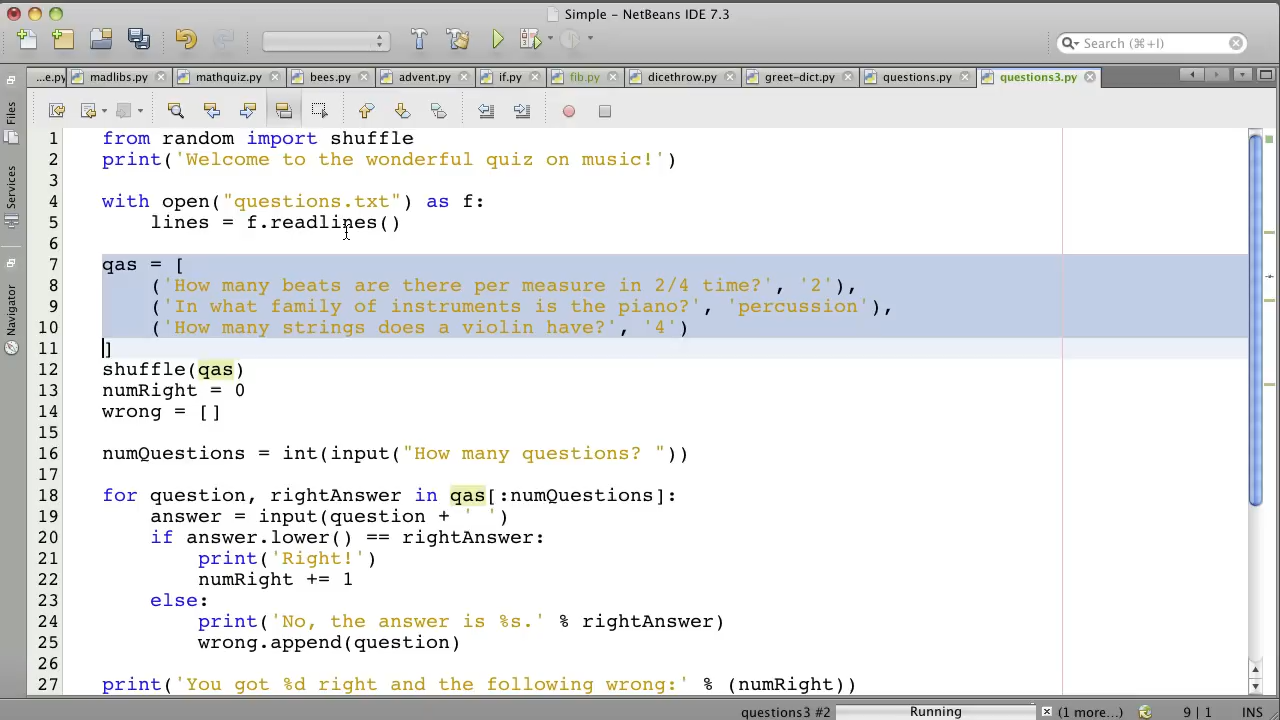 Simple - NetBeans IDE 7.3
Search (⌘+I)
...e.py madlibs.py mathquiz.py bees.py advent.py if.py fib.py dicethrow.py greet-dict.py questions.py questions3.py
Files
Services
Navigator
1 from random import shuffle
2 print('Welcome to the wonderful quiz on music!')
3
4 with open("questions.txt") as f:
5     lines = f.readlines()
6
7 qas = [
8     ('How many beats are there per measure in 2/4 time?', '2'),
9     ('In what family of instruments is the piano?', 'percussion'),
10     ('How many strings does a violin have?', '4')
11 ]
12 shuffle(qas)
13 numRight = 0
14 wrong = []
15
16 numQuestions = int(input("How many questions? "))
17
18 for question, rightAnswer in qas[:numQuestions]:
19     answer = input(question + ' ')
20     if answer.lower() == rightAnswer:
21         print('Right!')
22         numRight += 1
23     else:
24         print('No, the answer is %s.' % rightAnswer)
25         wrong.append(question)
26
27 print('You got %d right and the following wrong:' % (numRight))
questions3 #2 Running (1 more...) 9 | 1 INS